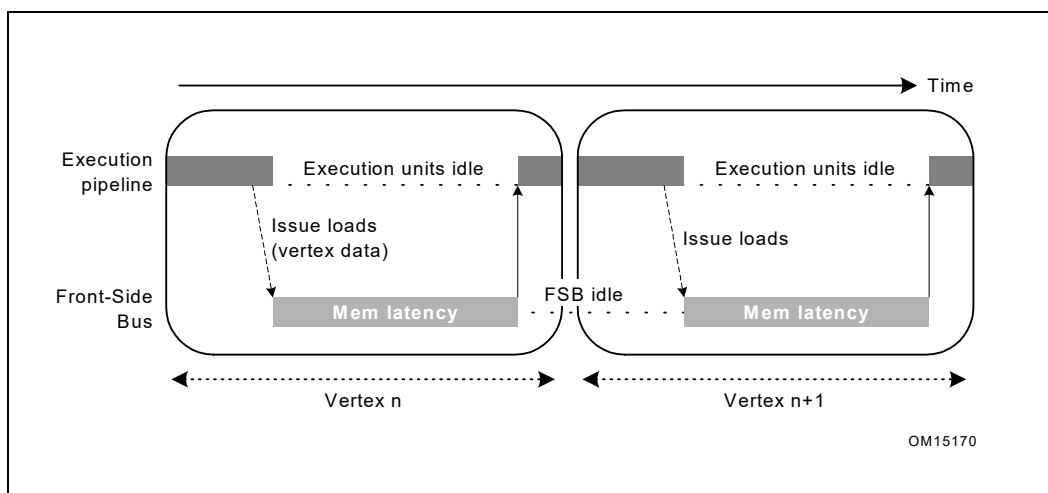 Time
Execution
pipeline
Execution units idle
Execution units idle
Issue loads
(vertex data)
Issue loads
Front-Side
Bus
Mem latency
FSB idle
Mem latency
Vertex n
Vertex n+1
OM15170